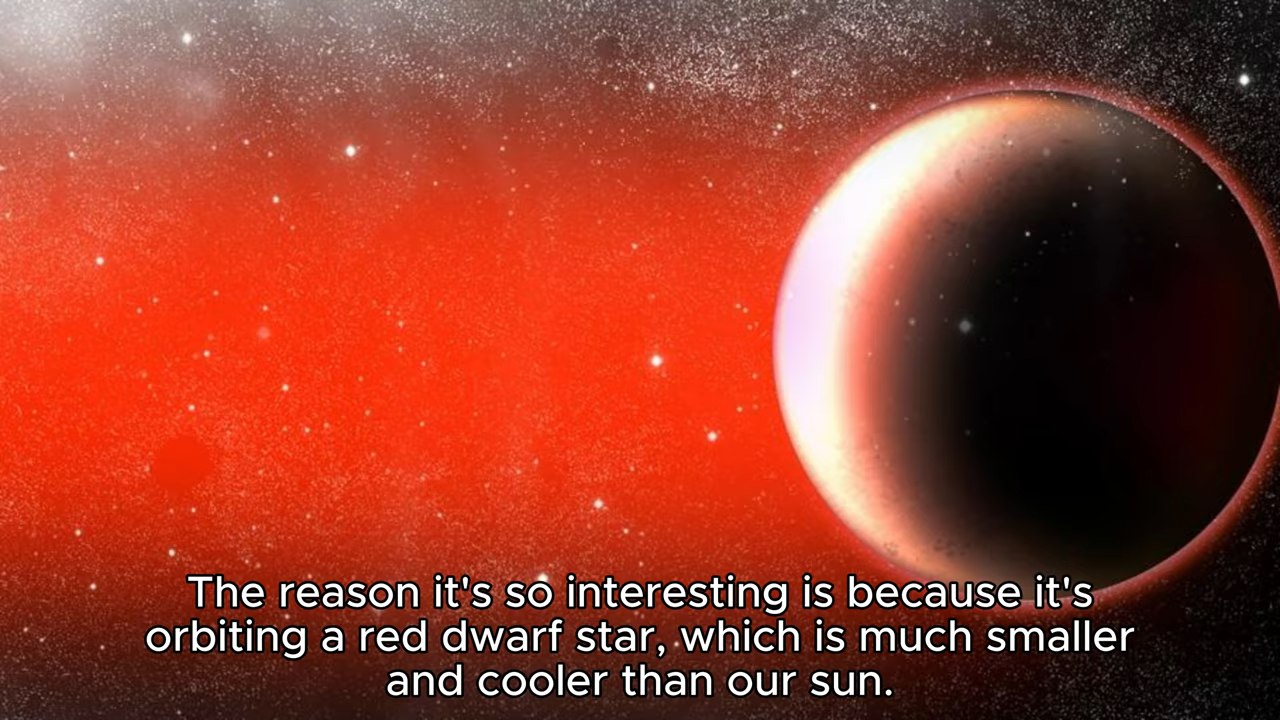 The reason it's so interesting is because it's
orbiting a red dwarf star, which is much smaller
and cooler than our sun.